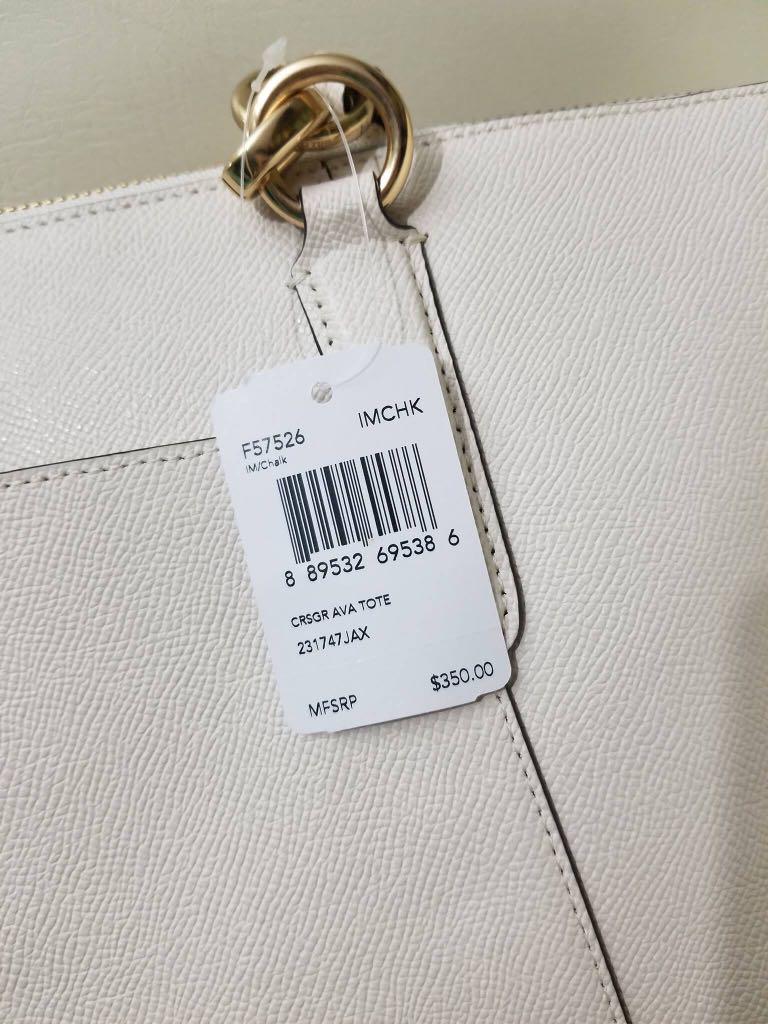 F57526 IMCHK
IM/Chalk
8 89532 69538 6
CRSGR AVA TOTE
231747JAX
MFSRP $350.00